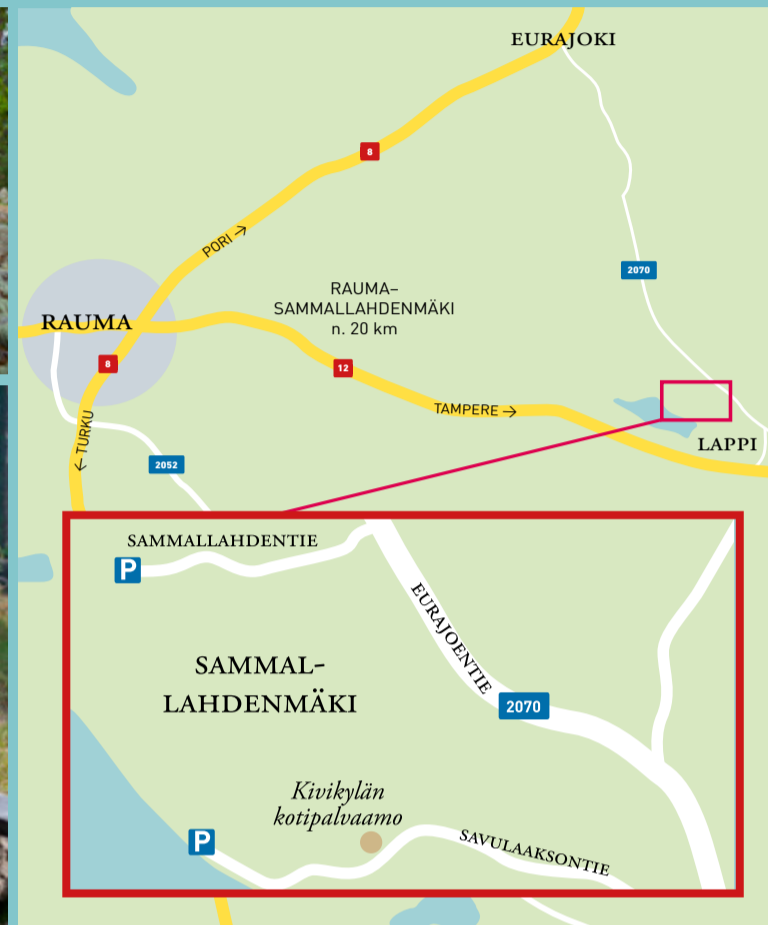 EURAJOKI
8
PORI →
2070
RAUMA–
SAMMALLAHDENMÄKI
n. 20 km
RAUMA
8
12
TAMPERE →
← TURKU
LAPPI
2052
SAMMALLAHDENTIE
P
EURAJOENTIE
SAMMAL-
LAHDENMÄKI
2070
Kivikylän
kotipalvaamo
P
SAVULAAKSONTIE